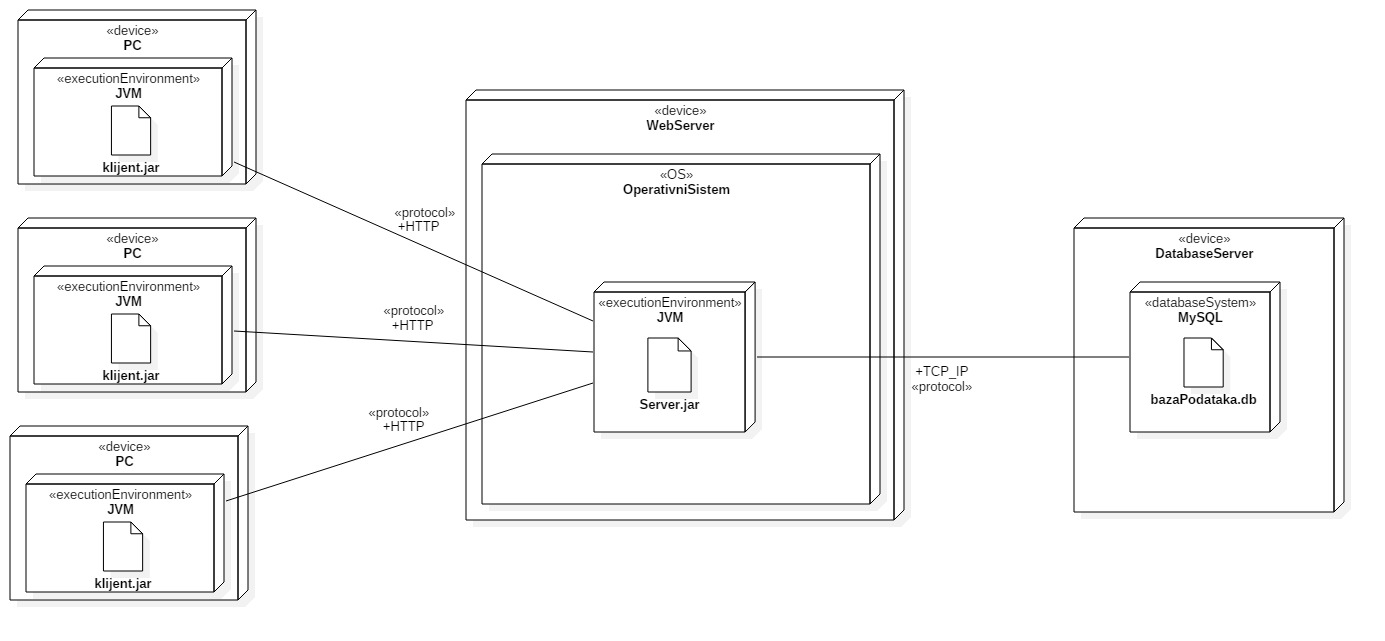 «device»
PC
«executionEnvironment»
JVM
klijent.jar
«device»
PC
«executionEnvironment»
JVM
klijent.jar
«device»
PC
«executionEnvironment»
JVM
klijent.jar
«protocol»
+HTTP
«protocol»
+HTTP
«protocol»
+HTTP
«device»
WebServer
«OS»
OperativniSistem
«executionEnvironment»
JVM
Server.jar
+TCP_IP
«protocol»
«device»
DatabaseServer
«databaseSystem»
MySQL
bazaPodataka.db